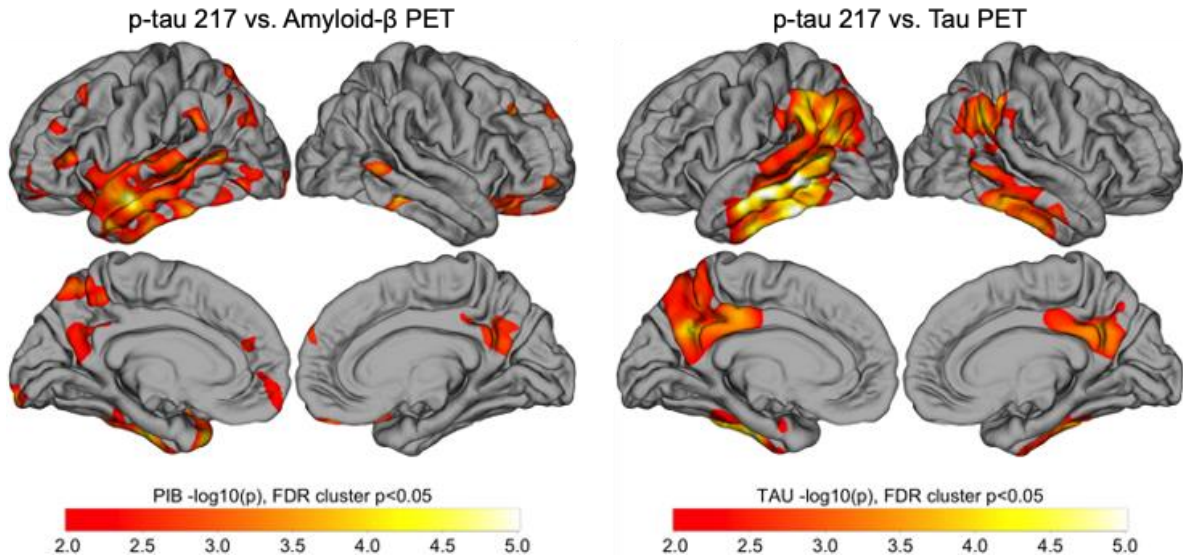 p-tau 217 vs. Amyloid-β PET
p-tau 217 vs. Tau PET
PIB -log10(p), FDR cluster p<0.05
2.0 2.5 3.0 3.5 4.0 4.5 5.0
TAU -log10(p), FDR cluster p<0.05
2.0 2.5 3.0 3.5 4.0 4.5 5.0